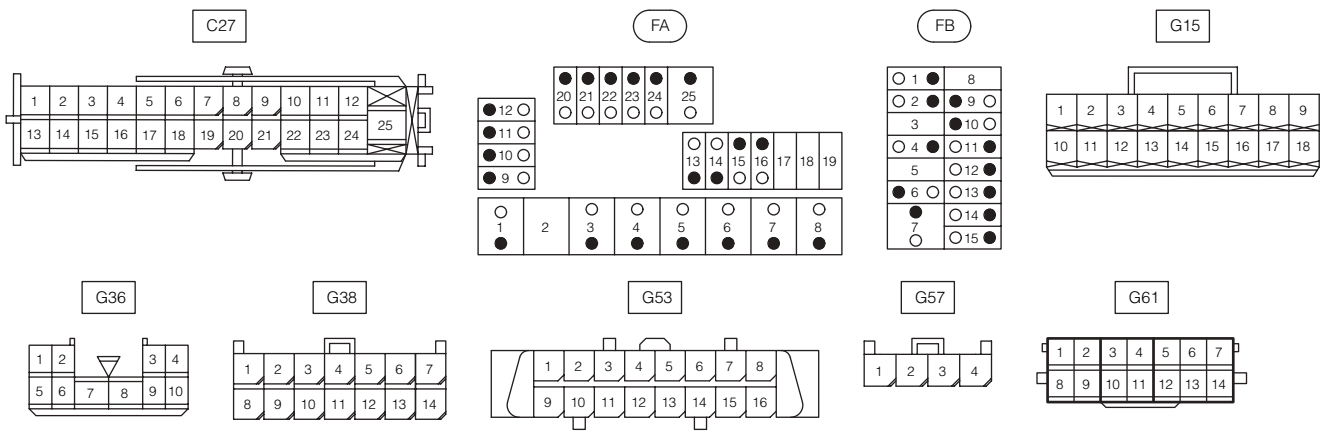 C27
FA
FB
G15
1 2 3 4 5 6 7 8 9 10 11 12
13 14 15 16 17 18 19 20 21 22 23 24
25
20 21 22 23 24 25
12
11
10
9
13 14 15 16 17 18 19
1 2 3 4 5 6 7 8
1 8
2 9
3 10
4 11
5 12
6 13
7 14
15
1 2 3 4 5 6 7 8 9
10 11 12 13 14 15 16 17 18
G36
G38
G53
G57
G61
1 2 3 4
5 6 7 8 9 10
1 2 3 4 5 6 7
8 9 10 11 12 13 14
1 2 3 4 5 6 7 8
9 10 11 12 13 14 15 16
1 2 3 4
1 2 3 4 5 6 7
8 9 10 11 12 13 14